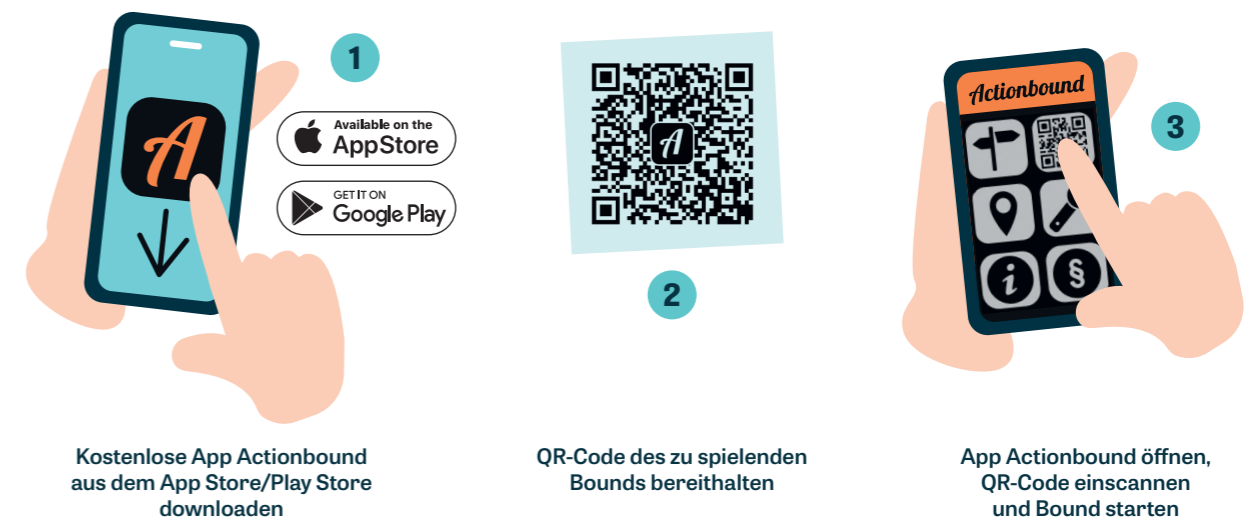 1
A
Available on the
App Store
GET IT ON
Google Play
Kostenlose App Actionbound
aus dem App Store/Play Store
downloaden
A
2
QR-Code des zu spielenden
Bounds bereithalten
Actionbound
3
i
§
App Actionbound öffnen,
QR-Code einscannen
und Bound starten